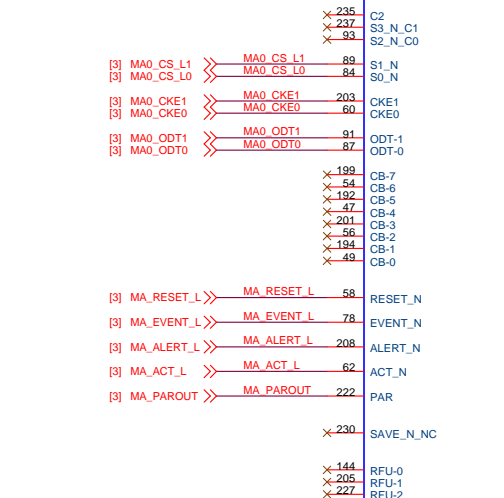 235 C2
237 S3_N_C1
93 S2_N_C0
[3] MA0_CS_L1 MA0_CS_L1 89 S1_N
[3] MA0_CS_L0 MA0_CS_L0 84 S0_N
[3] MA0_CKE1 MA0_CKE1 203 CKE1
[3] MA0_CKE0 MA0_CKE0 60 CKE0
[3] MA0_ODT1 MA0_ODT1 91 ODT-1
[3] MA0_ODT0 MA0_ODT0 87 ODT-0
199 CB-7
54 CB-6
192 CB-5
47 CB-4
201 CB-3
56 CB-2
194 CB-1
49 CB-0
[3] MA_RESET_L MA_RESET_L 58 RESET_N
[3] MA_EVENT_L MA_EVENT_L 78 EVENT_N
[3] MA_ALERT_L MA_ALERT_L 208 ALERT_N
[3] MA_ACT_L MA_ACT_L 62 ACT_N
[3] MA_PAROUT MA_PAROUT 222 PAR
230 SAVE_N_NC
144 RFU-0
205 RFU-1
227 RFU-2